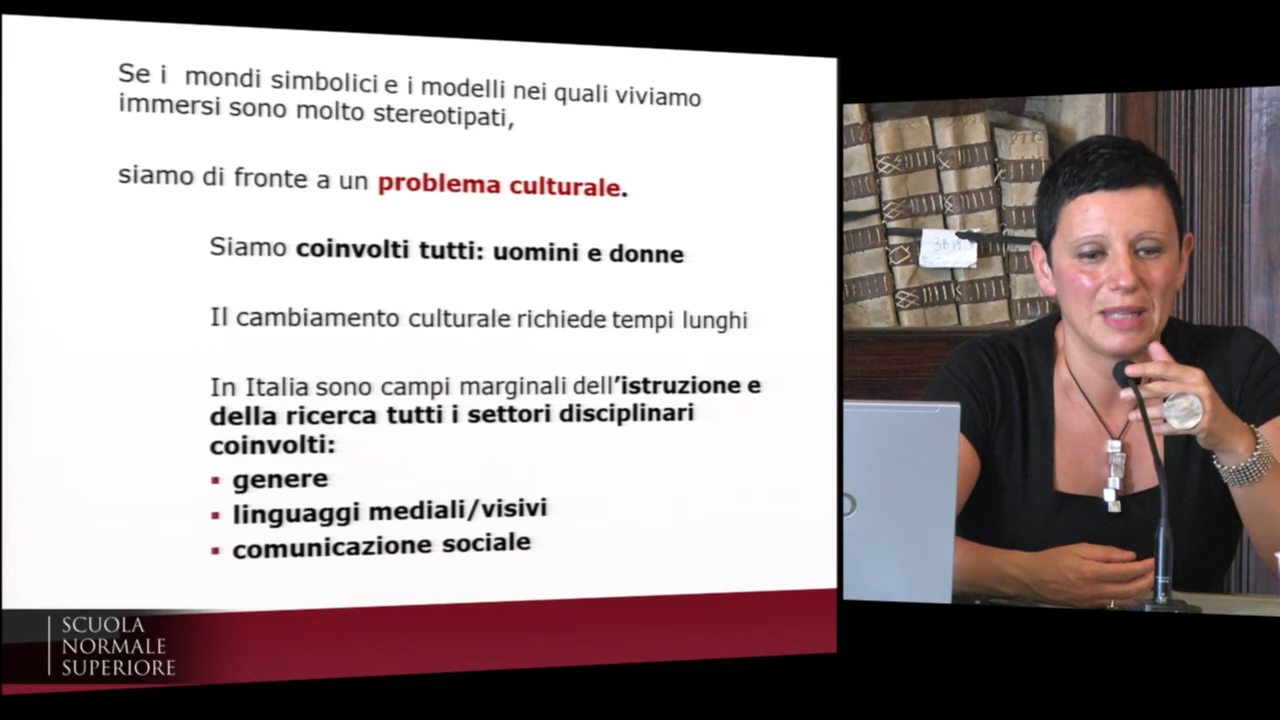 Se i mondi simbolici e i modelli nei quali viviamo
immersi sono molto stereotipati,
siamo di fronte a un problema culturale.
Siamo coinvolti tutti: uomini e donne
Il cambiamento culturale richiede tempi lunghi
In Italia sono campi marginali dell'istruzione e
della ricerca tutti i settori disciplinari
coinvolti:
▪ genere
▪ linguaggi mediali/visivi
▪ comunicazione sociale
SCUOLA
NORMALE
SUPERIORE